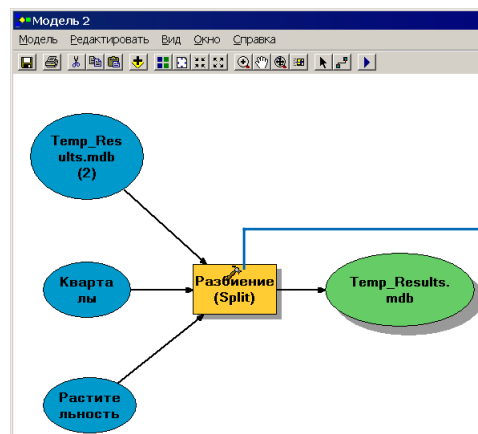 Модель 2
Модель Редактировать Вид Окно Справка
Temp_Res
ults.mdb
(2)
Кварта
лы
Разбиение
(Split)
Temp_Results.
mdb
Растите
льность